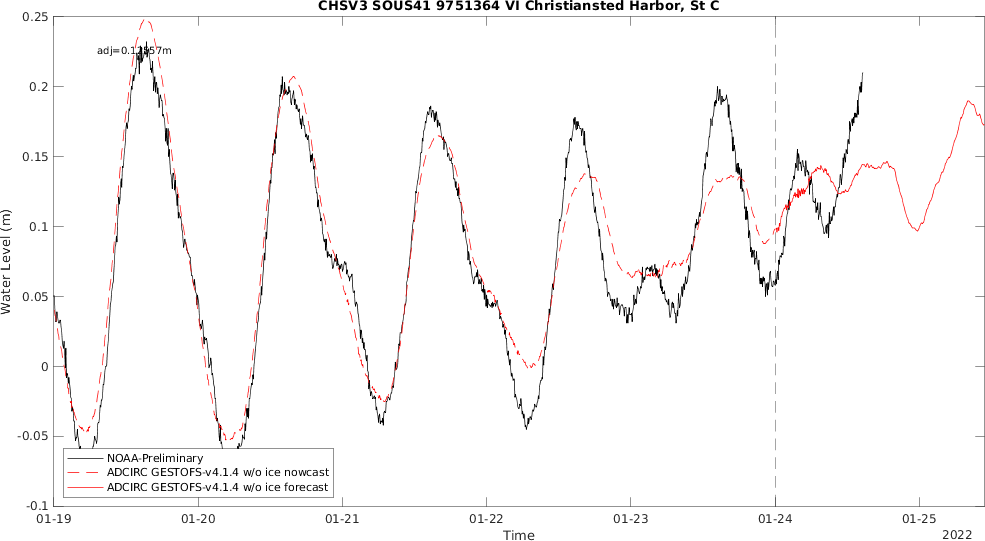 CHSV3 SOUS41 9751364 VI Christiansted Harbor, St C
adj=0.12557m
0.25
0.2
0.15
0.1
0.05
0
-0.05
-0.1
Water Level (m)
NOAA-Preliminary
ADCIRC GESTOFS-v4.1.4 w/o ice nowcast
ADCIRC GESTOFS-v4.1.4 w/o ice forecast
01-19 01-20 01-21 01-22 01-23 01-24 01-25
Time
2022